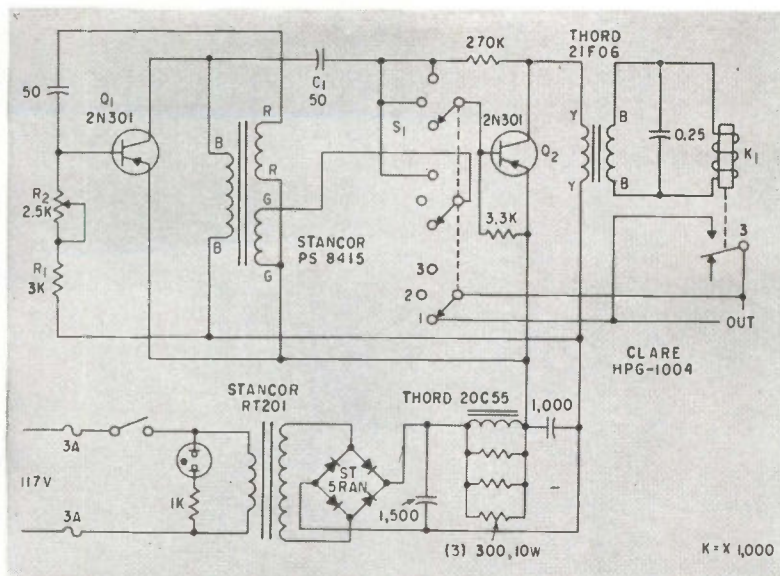 THORD
21F06
270K
50
Q1
2N301
C1
50
R
B
S1
2N301
Q2
Y
B
0.25
K1
R2
2.5K
R
G
B
G
STANCOR
PS 8415
Y
B
3.3K
3
R1
3K
3
2
1
OUT
CLARE
HPG-1004
STANCOR
RT201
THORD 20C55
1,000
3A
117V
1K
ST
5RAN
1,500
3A
(3) 300, 10W
K = X 1,000